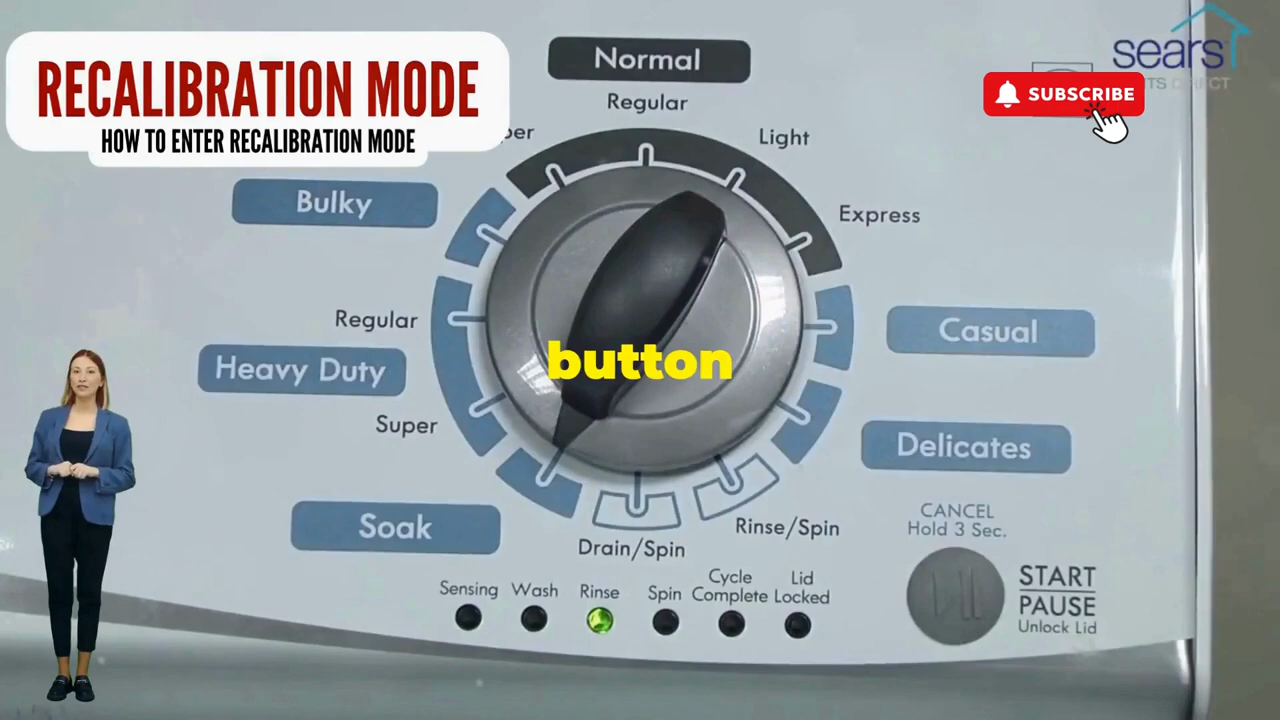 sears
RECALIBRATION MODE
HOW TO ENTER RECALIBRATION MODE
Normal
SUBSCRIBE
DIRECT
Regular
Light
Bulky
Express
Regular
Casual
Heavy Duty
button
Super
Delicates
Soak
CANCEL
Hold 3 Sec.
Rinse/Spin
Drain/Spin
Sensing
Wash
Rinse
Spin
Cycle
Complete
Lid
Locked
START
PAUSE
Unlock Lid